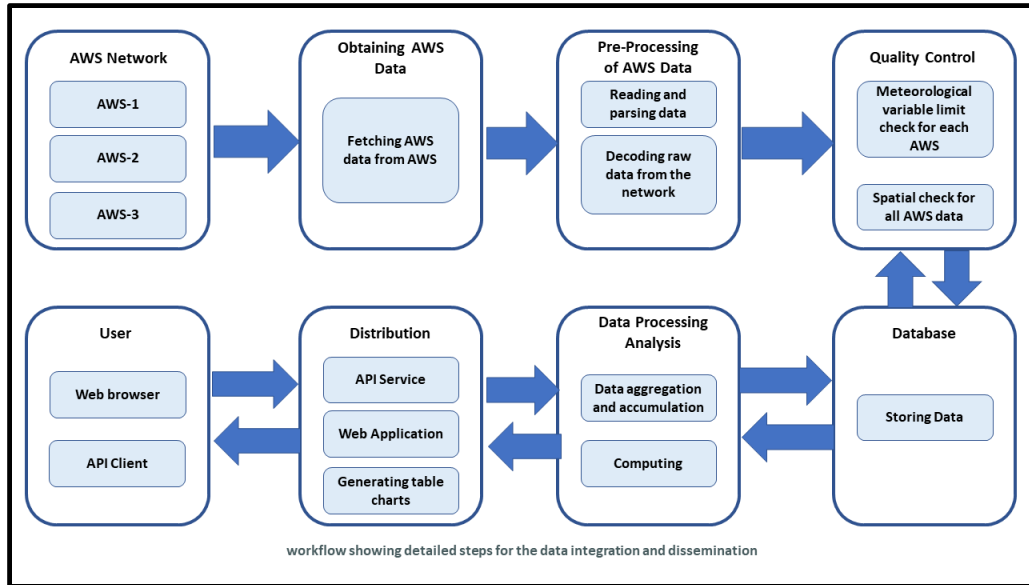 AWS Network
AWS-1
AWS-2
AWS-3
Obtaining AWS
Data
Fetching AWS
data from AWS
Pre-Processing
of AWS Data
Reading and
parsing data
Decoding raw
data from the
network
Quality Control
Meteorological
variable limit
check for each
AWS
Spatial check for
all AWS data
User
Web browser
API Client
Distribution
API Service
Web Application
Generating table
charts
Data Processing
Analysis
Data aggregation
and accumulation
Computing
Database
Storing Data
workflow showing detailed steps for the data integration and dissemination